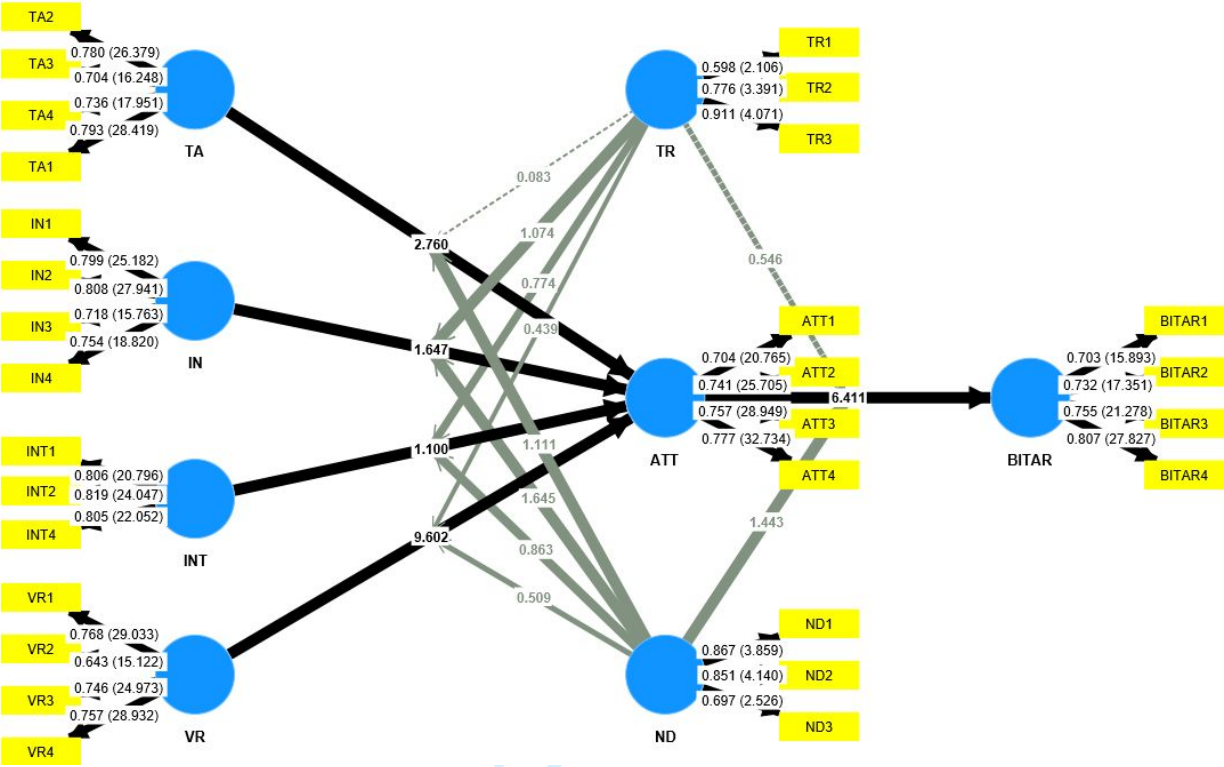 TA2
TA3
TA4
TA1
0.780 (26.379)
0.704 (16.248)
0.736 (17.951)
0.793 (28.419)
TA
IN1
IN2
IN3
IN4
0.799 (25.182)
0.808 (27.941)
0.718 (15.763)
0.754 (18.820)
IN
INT1
INT2
INT4
0.806 (20.796)
0.819 (24.047)
0.805 (22.052)
INT
VR1
VR2
VR3
VR4
0.768 (29.033)
0.643 (15.122)
0.746 (24.973)
0.757 (28.932)
VR
2.760
1.647
1.100
9.602
0.083
1.074
0.774
0.439
1.111
1.645
0.863
0.509
TR
0.598 (2.106)
0.776 (3.391)
0.911 (4.071)
TR1
TR2
TR3
0.546
ATT
0.704 (20.765)
0.741 (25.705)
0.757 (28.949)
0.777 (32.734)
ATT1
ATT2
ATT3
ATT4
6.411
1.443
ND
0.867 (3.859)
0.851 (4.140)
0.697 (2.526)
ND1
ND2
ND3
BITAR
0.703 (15.893)
0.732 (17.351)
0.755 (21.278)
0.807 (27.827)
BITAR1
BITAR2
BITAR3
BITAR4